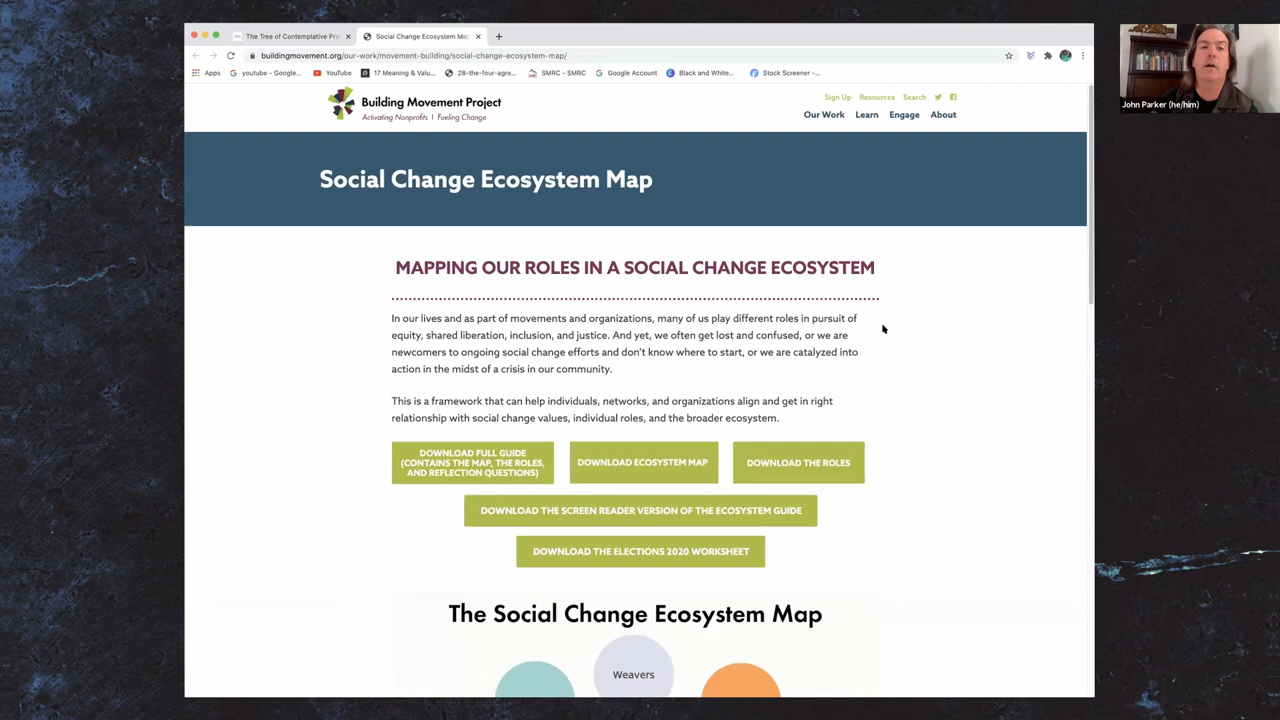 The Tree of Contemplative Pra
Social Change Ecosystem Map
buildingmovement.org/our-work/movement-building/social-change-ecosystem-map/
Apps
youtube - Google...
YouTube
17 Meaning & Valu...
28-the-four-agre...
SMRC - SMRC
Google Account
Black and White...
Stock Screener -...
Building Movement Project
Activating Nonprofits | Fueling Change
Sign Up Resources Search
Our Work Learn Engage About
John Parker (he/him)
Social Change Ecosystem Map
MAPPING OUR ROLES IN A SOCIAL CHANGE ECOSYSTEM
In our lives and as part of movements and organizations, many of us play different roles in pursuit of
equity, shared liberation, inclusion, and justice. And yet, we often get lost and confused, or we are
newcomers to ongoing social change efforts and don't know where to start, or we are catalyzed into
action in the midst of a crisis in our community.
This is a framework that can help individuals, networks, and organizations align and get in right
relationship with social change values, individual roles, and the broader ecosystem.
DOWNLOAD FULL GUIDE
(CONTAINS THE MAP, THE ROLES,
AND REFLECTION QUESTIONS)
DOWNLOAD ECOSYSTEM MAP
DOWNLOAD THE ROLES
DOWNLOAD THE SCREEN READER VERSION OF THE ECOSYSTEM GUIDE
DOWNLOAD THE ELECTIONS 2020 WORKSHEET
The Social Change Ecosystem Map
Weavers